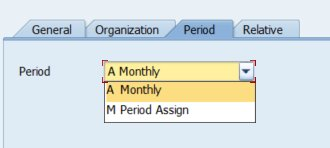 General Organization Period Relative
Period A Monthly
A Monthly
M Period Assign